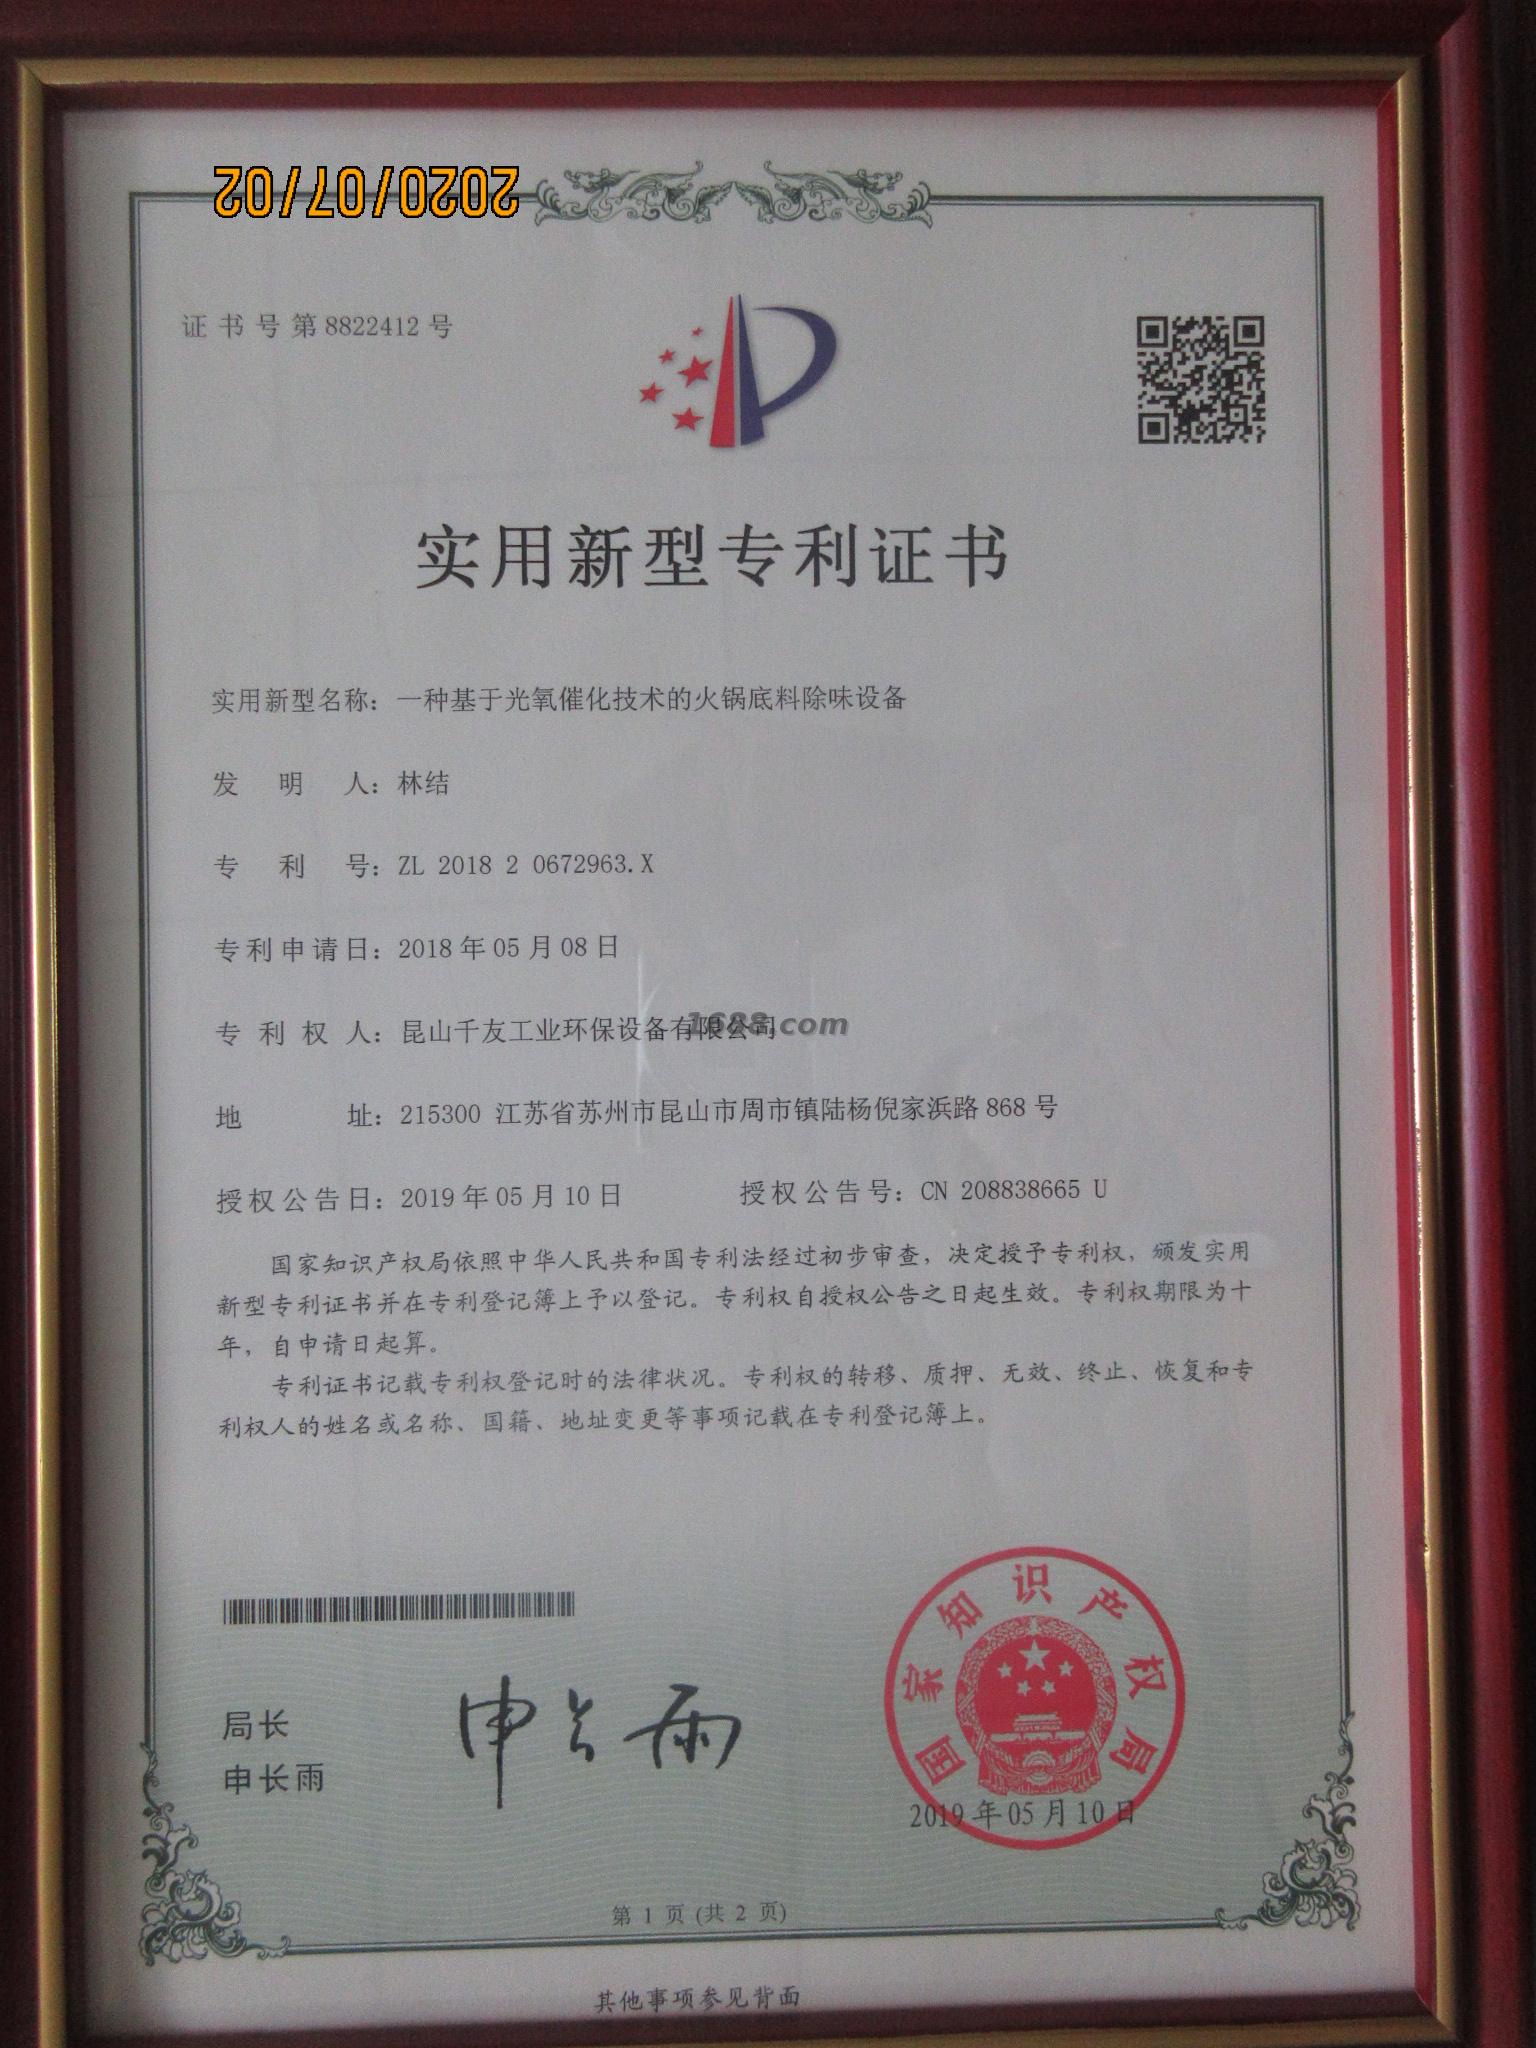 2020/07/02
证书号第8822412号
实用新型专利证书
实用新型名称：一种基于光氧催化技术的火锅底料除味设备
发明人：林结
专利号：ZL 2018 2 0672963.X
专利申请日：2018年05月08日
专利权人：昆山千友工业环保设备有限公司
1688.com
地址：215300 江苏省苏州市昆山市周市镇陆杨倪家浜路868号
授权公告日：2019年05月10日 授权公告号：CN 208838665 U
国家知识产权局依照中华人民共和国专利法经过初步审查，决定授予专利权，颁发实用
新型专利证书并在专利登记簿上予以登记。专利权自授权公告之日起生效。专利权期限为十
年，自申请日起算。
专利证书记载专利权登记时的法律状况。专利权的转移、质押、无效、终止、恢复和专
利权人的姓名或名称、国籍、地址变更等事项记载在专利登记簿上。
局长
申长雨
申长雨
国家知识产权局
2019年05月10日
第 1 页 (共 2 页)
其他事项参见背面